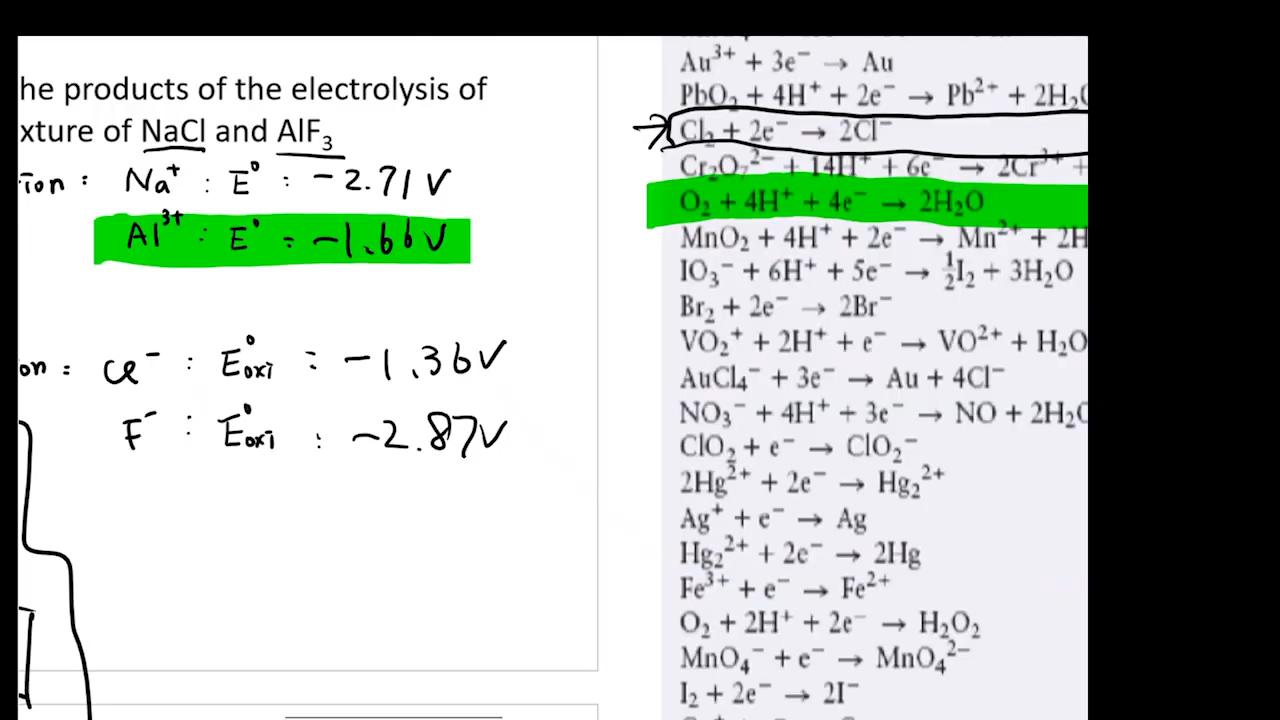 he products of the electrolysis of
xture of NaCl and AlF₃
ion : Na⁺ : E° : -2.71 V
Al³⁺ : E° = -1.66 V
on : Cl⁻ : E°oxi : -1.36 V
F⁻ : E°oxi : -2.87 V
Au³⁺ + 3e⁻ → Au
PbO₂ + 4H⁺ + 2e⁻ → Pb²⁺ + 2H₂O
Cl₂ + 2e⁻ → 2Cl⁻
Cr₂O₇²⁻ + 14H⁺ + 6e⁻ → 2Cr³⁺ +
O₂ + 4H⁺ + 4e⁻ → 2H₂O
MnO₂ + 4H⁺ + 2e⁻ → Mn²⁺ + 2H
IO₃⁻ + 6H⁺ + 5e⁻ → ½I₂ + 3H₂O
Br₂ + 2e⁻ → 2Br⁻
VO₂⁺ + 2H⁺ + e⁻ → VO²⁺ + H₂O
AuCl₄⁻ + 3e⁻ → Au + 4Cl⁻
NO₃⁻ + 4H⁺ + 3e⁻ → NO + 2H₂O
ClO₂ + e⁻ → ClO₂⁻
2Hg²⁺ + 2e⁻ → Hg₂²⁺
Ag⁺ + e⁻ → Ag
Hg₂²⁺ + 2e⁻ → 2Hg
Fe³⁺ + e⁻ → Fe²⁺
O₂ + 2H⁺ + 2e⁻ → H₂O₂
MnO₄⁻ + e⁻ → MnO₄²⁻
I₂ + 2e⁻ → 2I⁻